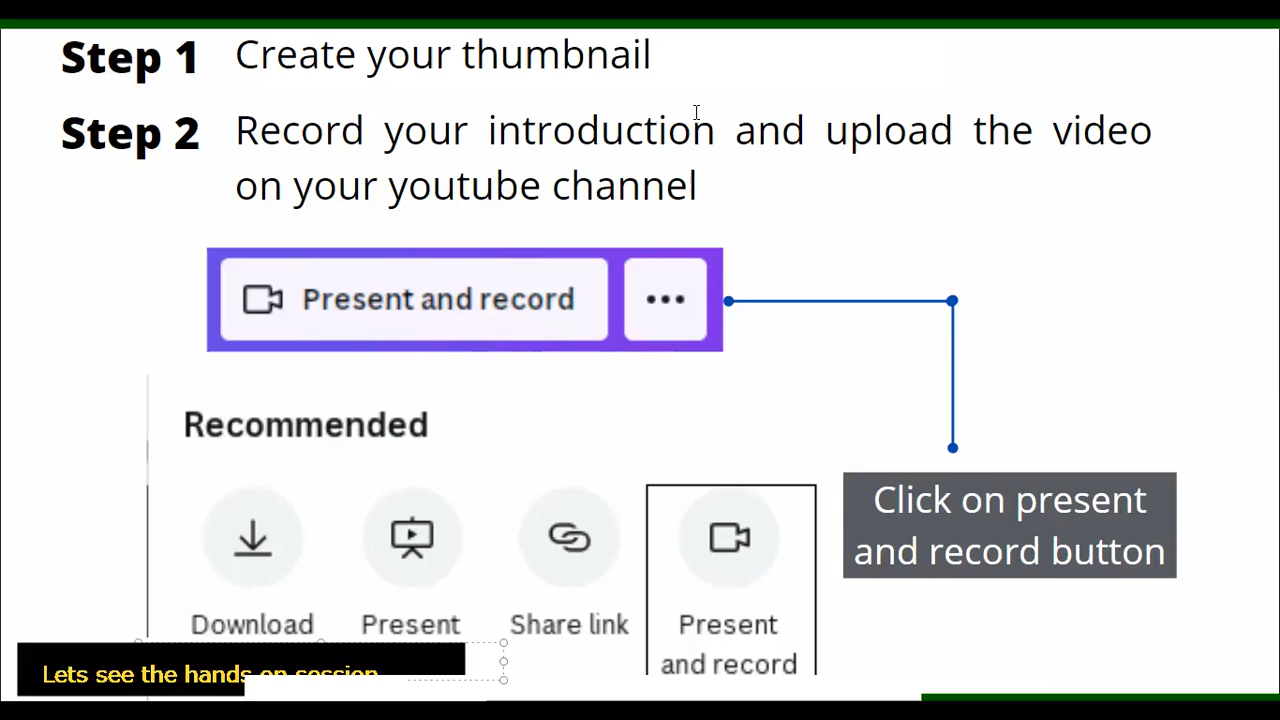 Step 1 Create your thumbnail
Step 2 Record your introduction and upload the video
on your youtube channel
Present and record
Recommended
Click on present
and record button
Download Present Share link Present
and record
Lets see the hands on session